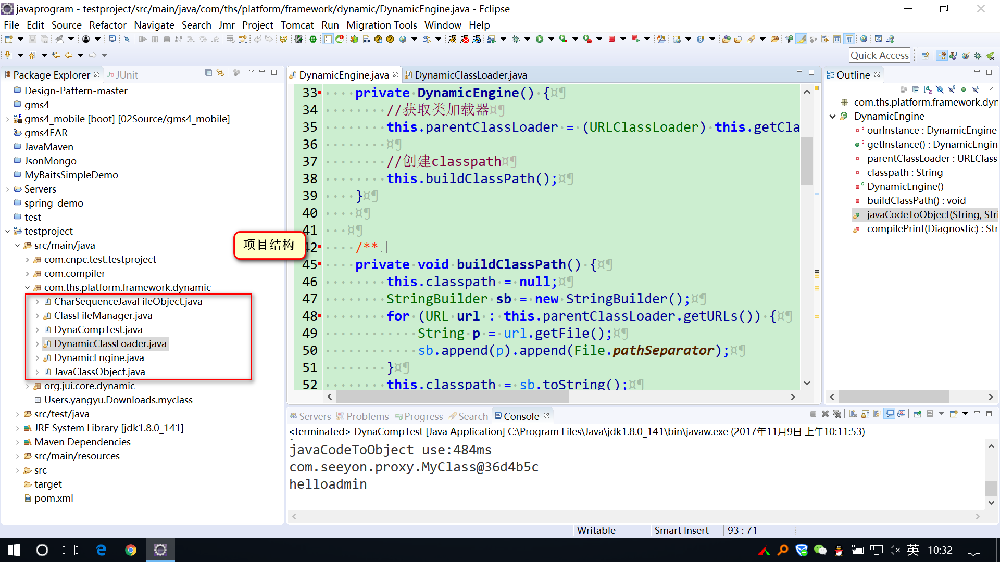 javaprogram - testproject/src/main/java/com/ths/platform/framework/dynamic/DynamicEngine.java - Eclipse
File Edit Source Refactor Navigate Search Jmr Project Tomcat Run Migration Tools Window Help
Quick Access
Package Explorer
JUnit
Design-Pattern-master
gms4
gms4_mobile [boot] [02Source/gms4_mobile]
gms4EAR
JavaMaven
JsonMongo
MyBaitsSimpleDemo
Servers
spring_demo
test
testproject
src/main/java
com.cnpc.test.testproject
com.compiler
com.ths.platform.framework.dynamic
CharSequenceJavaFileObject.java
ClassFileManager.java
DynaCompTest.java
DynamicClassLoader.java
DynamicEngine.java
JavaClassObject.java
org.jui.core.dynamic
Users.yangyu.Downloads.myclass
src/test/java
JRE System Library [jdk1.8.0_141]
Maven Dependencies
src/main/resources
src
target
pom.xml
项目结构
DynamicEngine.java
DynamicClassLoader.java
33 private DynamicEngine() {¤¶
34 //获取类加载器¤¶
35 this.parentClassLoader = (URLClassLoader) this.getCla
36 ¤¶
37 //创建classpath¤¶
38 this.buildClassPath();¤¶
39 }¤¶
40 ¤¶
41 ¤¶
42 /**
45 private void buildClassPath() {¤¶
46 this.classpath = null;¤¶
47 StringBuilder sb = new StringBuilder();¤¶
48 for (URL url : this.parentClassLoader.getURLs()) {¤¶
49 String p = url.getFile();¤¶
50 sb.append(p).append(File.pathSeparator);¤¶
51 }¤¶
52 this.classpath = sb.toString();¤¶
Outline
com.ths.platform.framework.dyr
DynamicEngine
ourInstance : DynamicEngine
getInstance() : DynamicEngin
parentClassLoader : URLClass
classpath : String
DynamicEngine()
buildClassPath() : void
javaCodeToObject(String, Stri
compilePrint(Diagnostic) : Str
Servers
Problems
Progress
Search
Console
<terminated> DynaCompTest [Java Application] C:\Program Files\Java\jdk1.8.0_141\bin\javaw.exe (2017年11月9日 上午10:11:53)
javaCodeToObject use:484ms
com.seeyon.proxy.MyClass@36d4b5c
helloadmin
Writable
Smart Insert
93 : 71
英
10:32